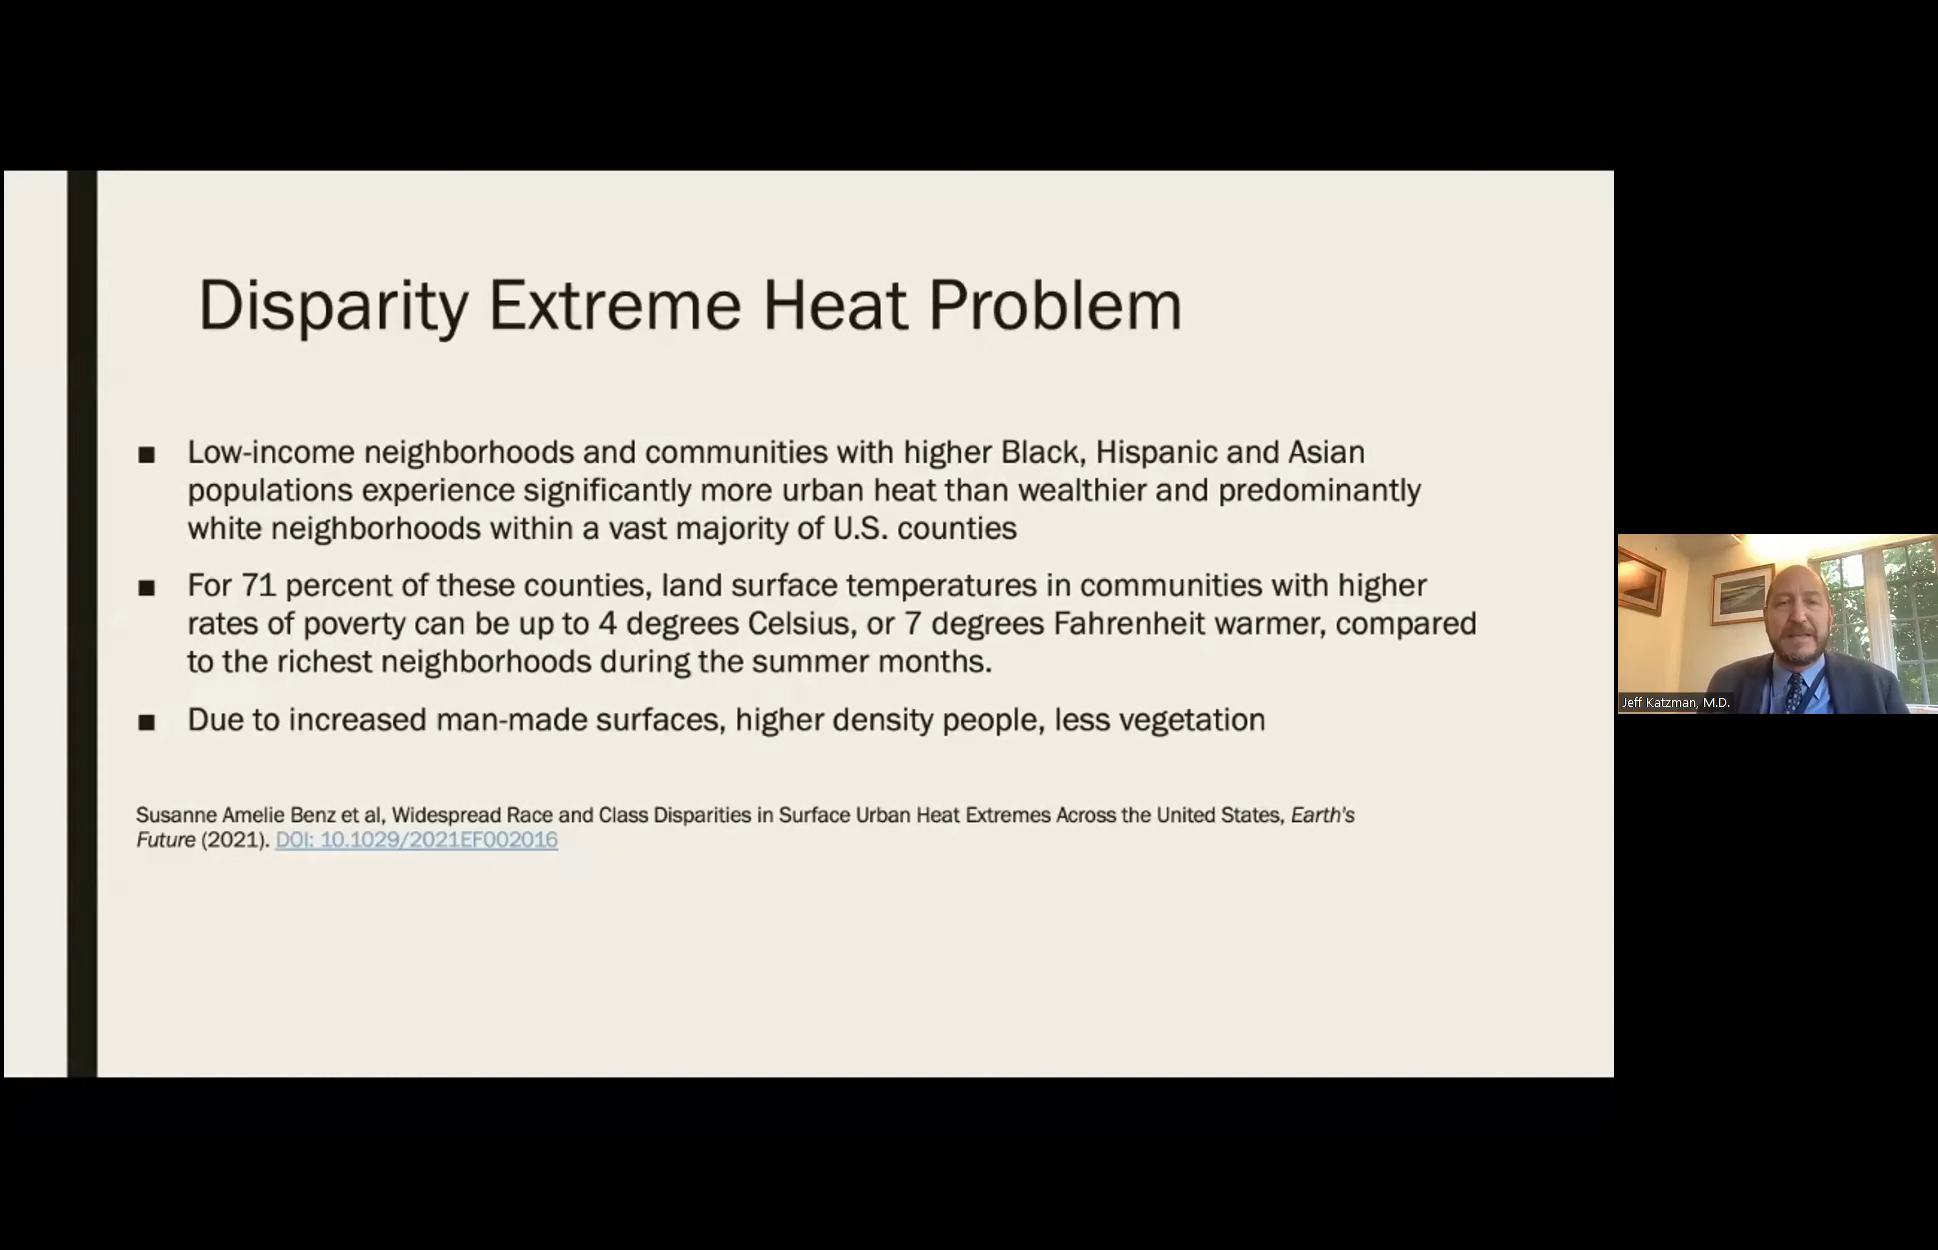 Disparity Extreme Heat Problem
■ Low-income neighborhoods and communities with higher Black, Hispanic and Asian
populations experience significantly more urban heat than wealthier and predominantly
white neighborhoods within a vast majority of U.S. counties
■ For 71 percent of these counties, land surface temperatures in communities with higher
rates of poverty can be up to 4 degrees Celsius, or 7 degrees Fahrenheit warmer, compared
to the richest neighborhoods during the summer months.
■ Due to increased man-made surfaces, higher density people, less vegetation
Susanne Amelie Benz et al, Widespread Race and Class Disparities in Surface Urban Heat Extremes Across the United States, Earth's
Future (2021). DOI: 10.1029/2021EF002016
Jeff Katzman, M.D.